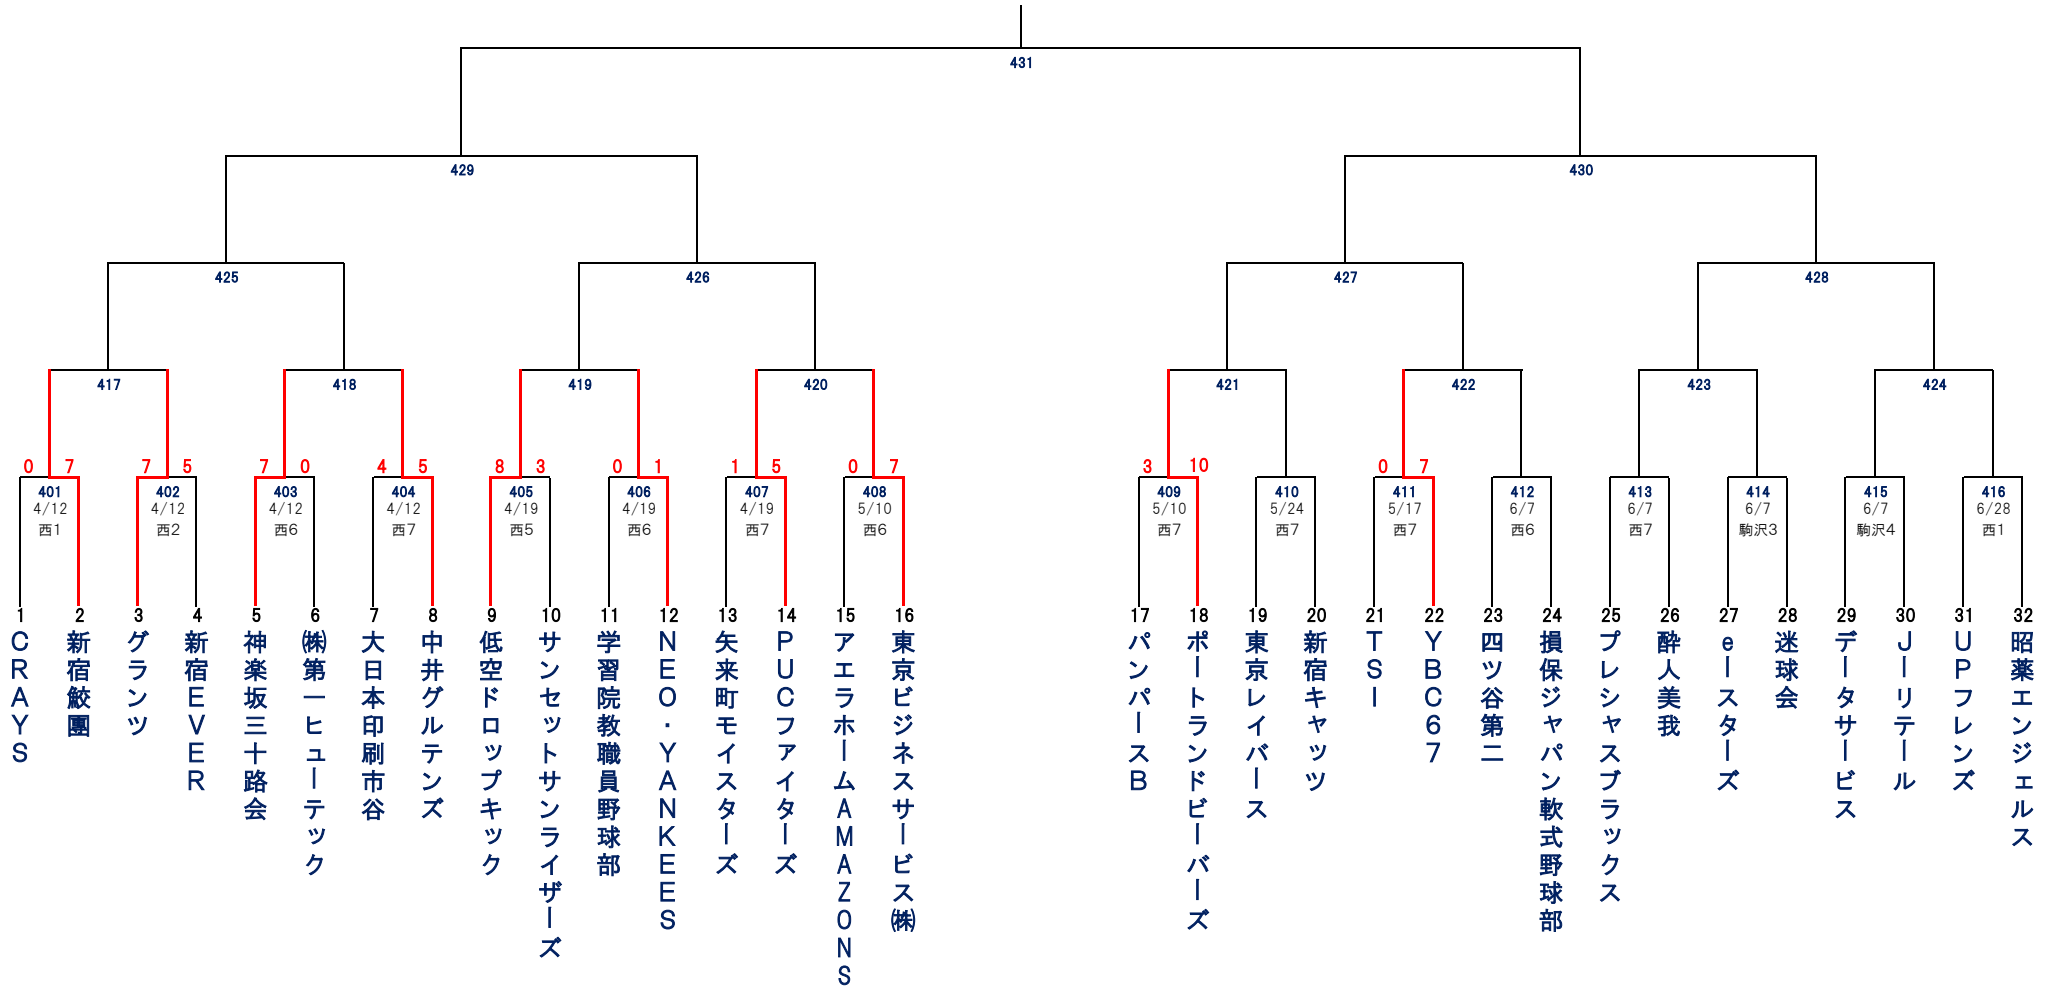 431
429
430
425
426
427
428
417
418
419
420
421
422
423
424
0 7
7 5
7 0
4 5
8 3
0 1
1 5
0 7
3 10
0 7
401
4/12
西1
402
4/12
西2
403
4/12
西6
404
4/12
西7
405
4/19
西5
406
4/19
西6
407
4/19
西7
408
5/10
西6
409
5/10
西7
410
5/24
西7
411
5/17
西7
412
6/7
西6
413
6/7
西7
414
6/7
駒沢3
415
6/7
駒沢4
416
6/28
西1
1 CRAYS
2 新宿鮫團
3 グランツ
4 新宿EVER
5 神楽坂三十路会
6 ㈱第一ヒューテック
7 大日本印刷市谷
8 中井グルテンズ
9 低空ドロップキック
10 サンセットサンライザーズ
11 学習院教職員野球部
12 NEO・YANKEES
13 矢来町モイスターズ
14 PUCファイターズ
15 アエラホームAMAZONS
16 東京ビジネスサービス㈱
17 パンパースB
18 ポートランドビーバーズ
19 東京レイバース
20 新宿キャッツ
21 TSI
22 YBC67
23 四ツ谷第二
24 損保ジャパン軟式野球部
25 プレシャスブラックス
26 酔人美我
27 eースターズ
28 迷球会
29 データサービス
30 Jーリテール
31 UPフレンズ
32 昭薬エンジェルス